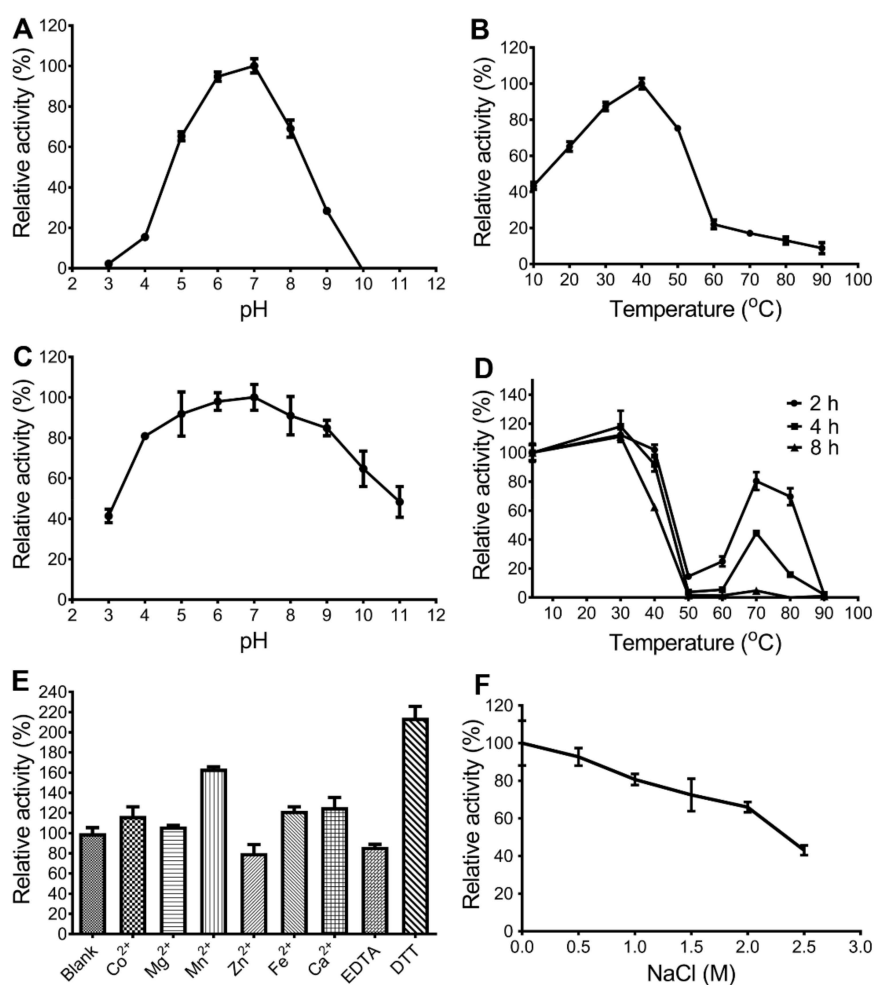 A
Relative activity (%)
120
100
80
60
40
20
0
2 3 4 5 6 7 8 9 10 11 12
pH
B
Relative activity (%)
120
100
80
60
40
20
0
10 20 30 40 50 60 70 80 90 100
Temperature (°C)
C
Relative activity (%)
120
100
80
60
40
20
0
2 3 4 5 6 7 8 9 10 11 12
pH
D
Relative activity (%)
140
120
100
80
60
40
20
0
10 20 30 40 50 60 70 80 90 100
Temperature (°C)
2 h
4 h
8 h
E
Relative activity (%)
240
220
200
180
160
140
120
100
80
60
40
20
0
Blank Co²⁺ Mg²⁺ Mn²⁺ Zn²⁺ Fe²⁺ Ca²⁺ EDTA DTT
F
Relative activity (%)
120
100
80
60
40
20
0
0.0 0.5 1.0 1.5 2.0 2.5 3.0
NaCl (M)